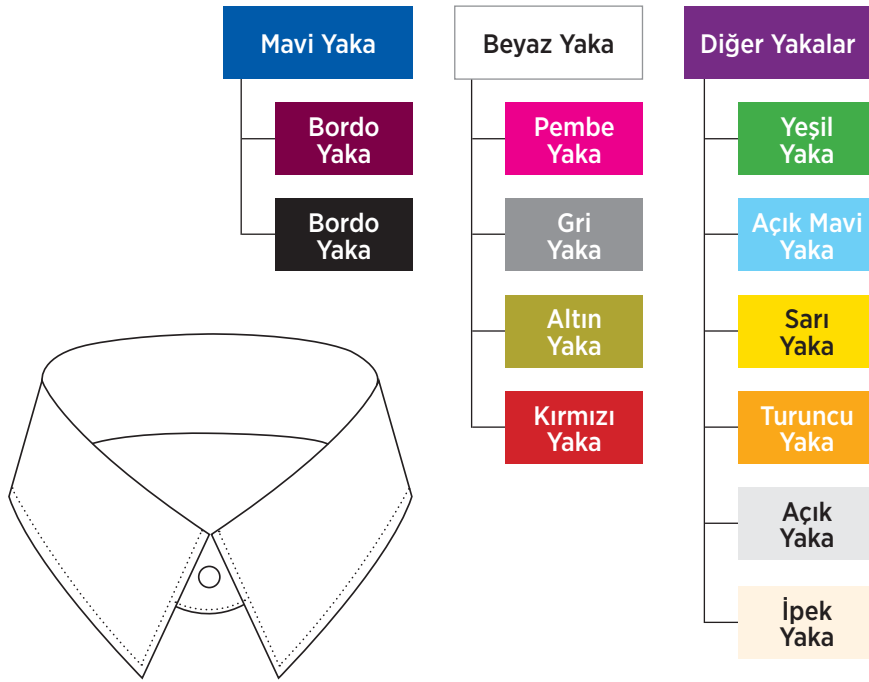 Mavi Yaka
Bordo
Yaka
Bordo
Yaka
Beyaz Yaka
Pembe
Yaka
Gri
Yaka
Altın
Yaka
Kırmızı
Yaka
Diğer Yakalar
Yeşil
Yaka
Açık Mavi
Yaka
Sarı
Yaka
Turuncu
Yaka
Açık
Yaka
İpek
Yaka